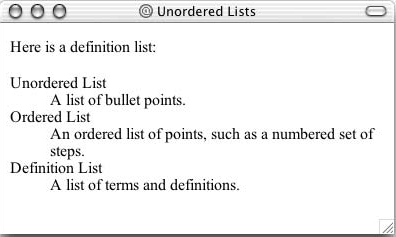 Unordered Lists
Here is a definition list:
Unordered List
A list of bullet points.
Ordered List
An ordered list of points, such as a numbered set of
steps.
Definition List
A list of terms and definitions.